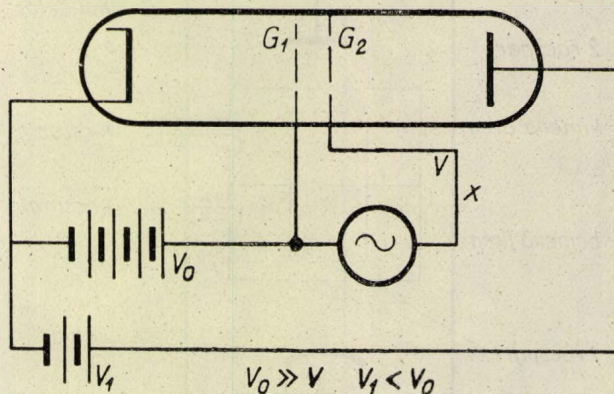 G₁ G₂
V
x
V₀
V₁
V₀ ≫ V V₁ < V₀